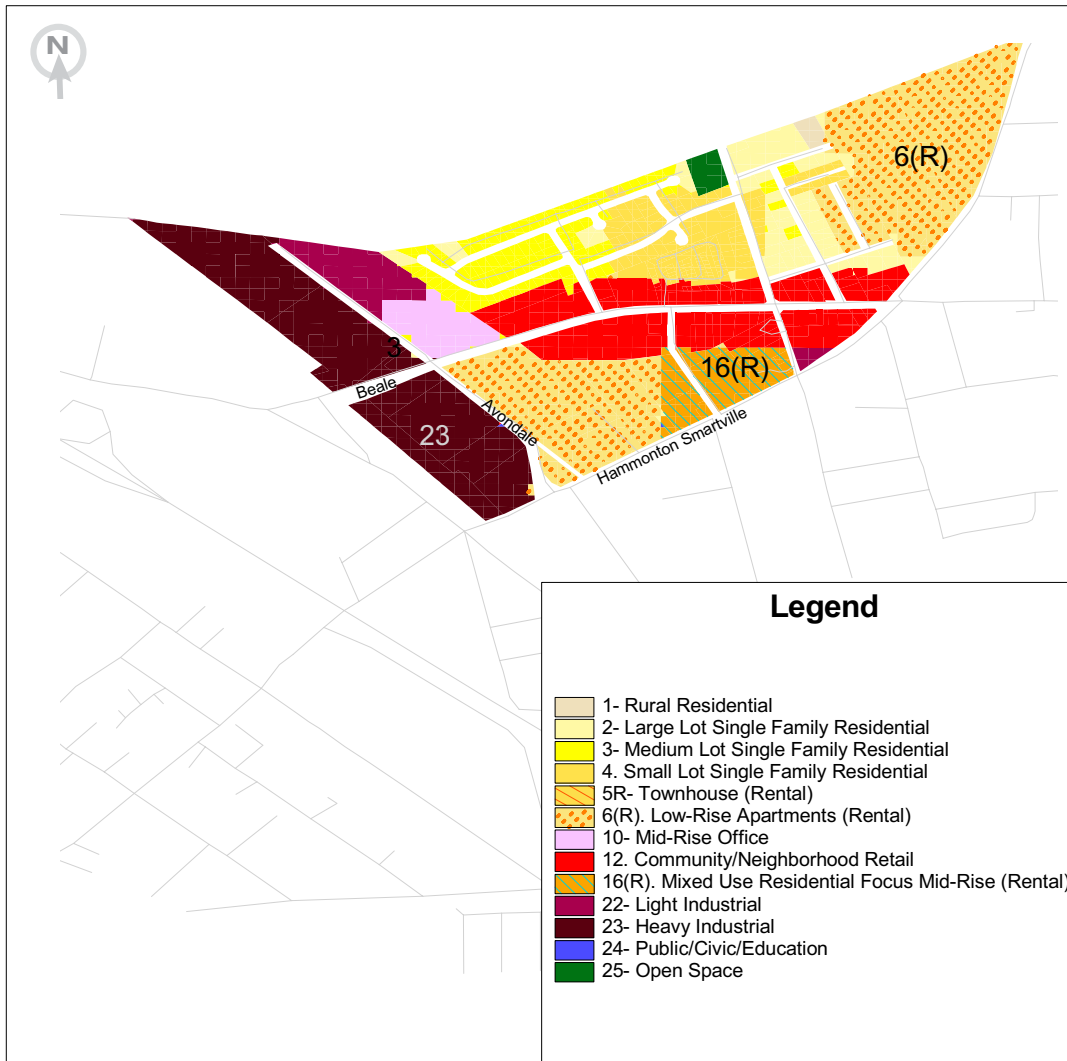 N
6(R)
3
16(R)
Beale
Avondale
23
Hammonton Smartville
Legend
1- Rural Residential
2- Large Lot Single Family Residential
3- Medium Lot Single Family Residential
4. Small Lot Single Family Residential
5R- Townhouse (Rental)
6(R). Low-Rise Apartments (Rental)
10- Mid-Rise Office
12. Community/Neighborhood Retail
16(R). Mixed Use Residential Focus Mid-Rise (Rental)
22- Light Industrial
23- Heavy Industrial
24- Public/Civic/Education
25- Open Space